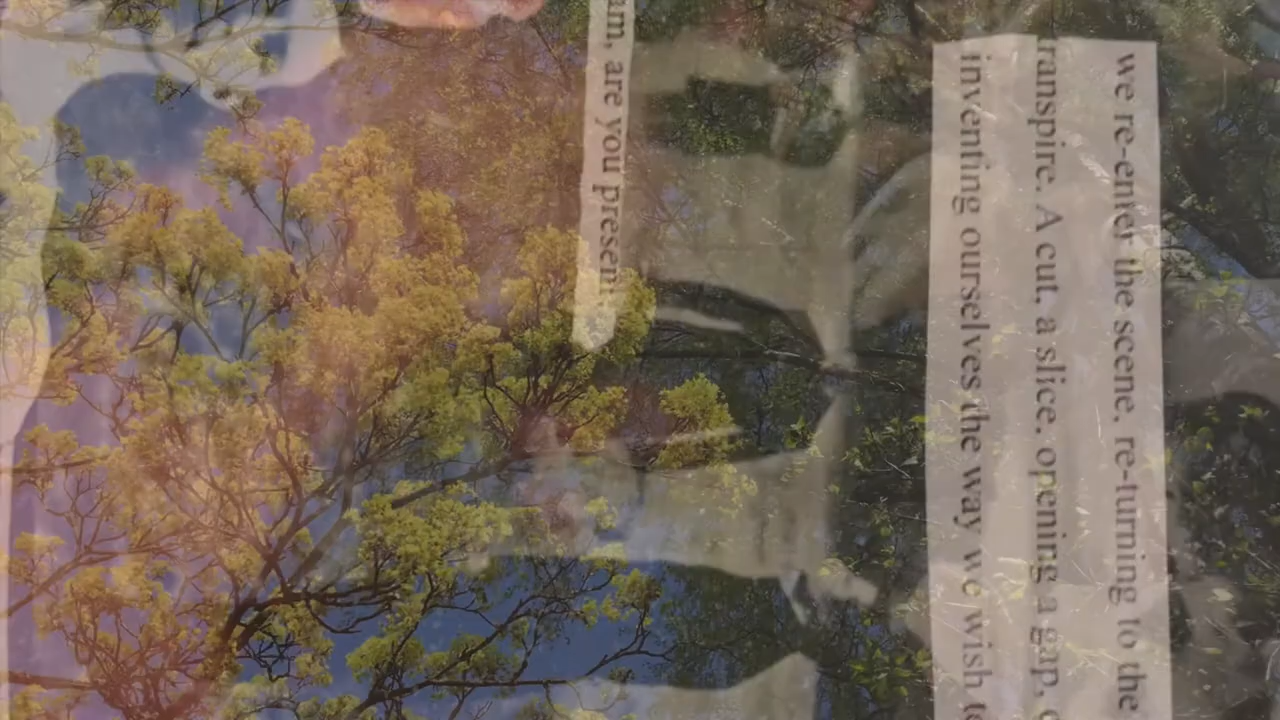 we re-enter the scene, re-turning to the
ranspire. A cut, a slice, opening a gap,
inventing ourselves the way we wish
are you present